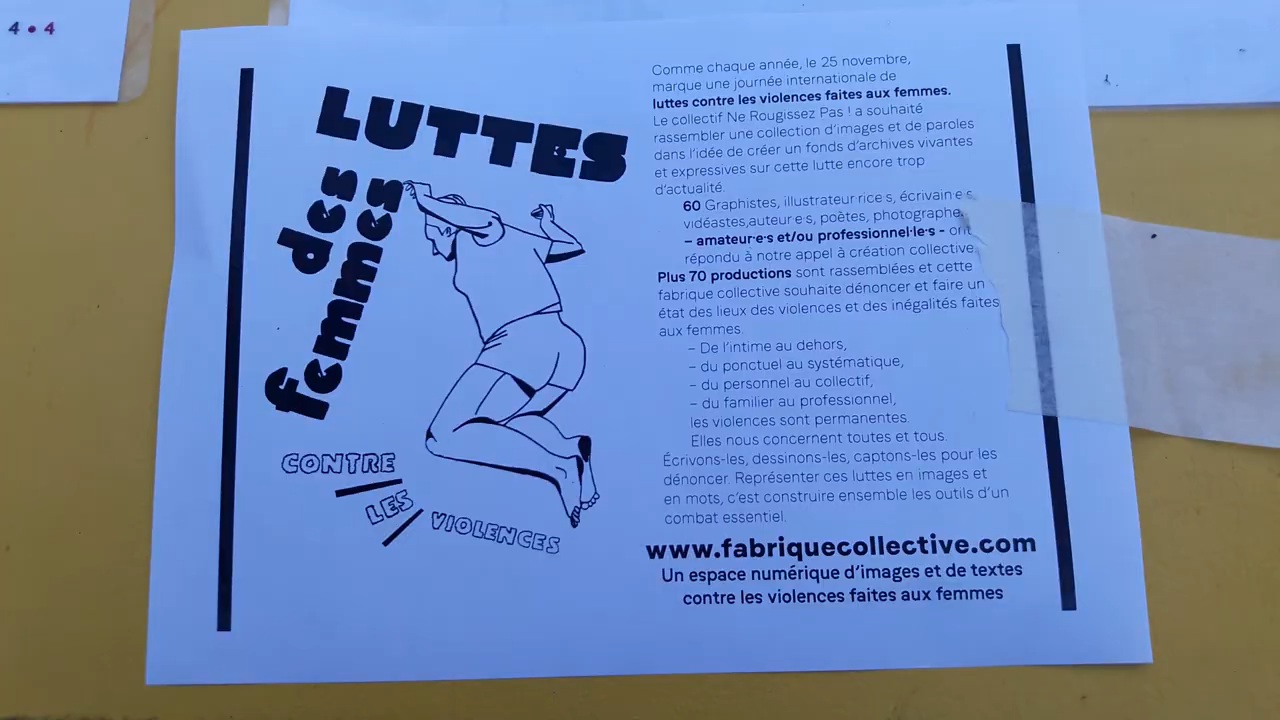 4 • 4
LUTTES
des
femmes
CONTRE
LES
VIOLENCES
Comme chaque année, le 25 novembre,
marque une journée internationale de
luttes contre les violences faites aux femmes.
Le collectif Ne Rougissez Pas ! a souhaité
rassembler une collection d'images et de paroles
dans l'idée de créer un fonds d'archives vivantes
et expressives sur cette lutte encore trop
d'actualité.
60 Graphistes, illustrateur·rice·s, écrivain·e·s
vidéastes,auteur·e·s, poètes, photographe
– amateur·e·s et/ou professionnel·le·s - ont
répondu à notre appel à création collective.
Plus 70 productions sont rassemblées et cette
fabrique collective souhaite dénoncer et faire un
état des lieux des violences et des inégalités faites
aux femmes.
– De l'intime au dehors,
– du ponctuel au systématique,
– du personnel au collectif,
– du familier au professionnel,
les violences sont permanentes.
Elles nous concernent toutes et tous.
Écrivons-les, dessinons-les, captons-les pour les
dénoncer. Représenter ces luttes en images et
en mots, c'est construire ensemble les outils d'un
combat essentiel.
www.fabriquecollective.com
Un espace numérique d'images et de textes
contre les violences faites aux femmes